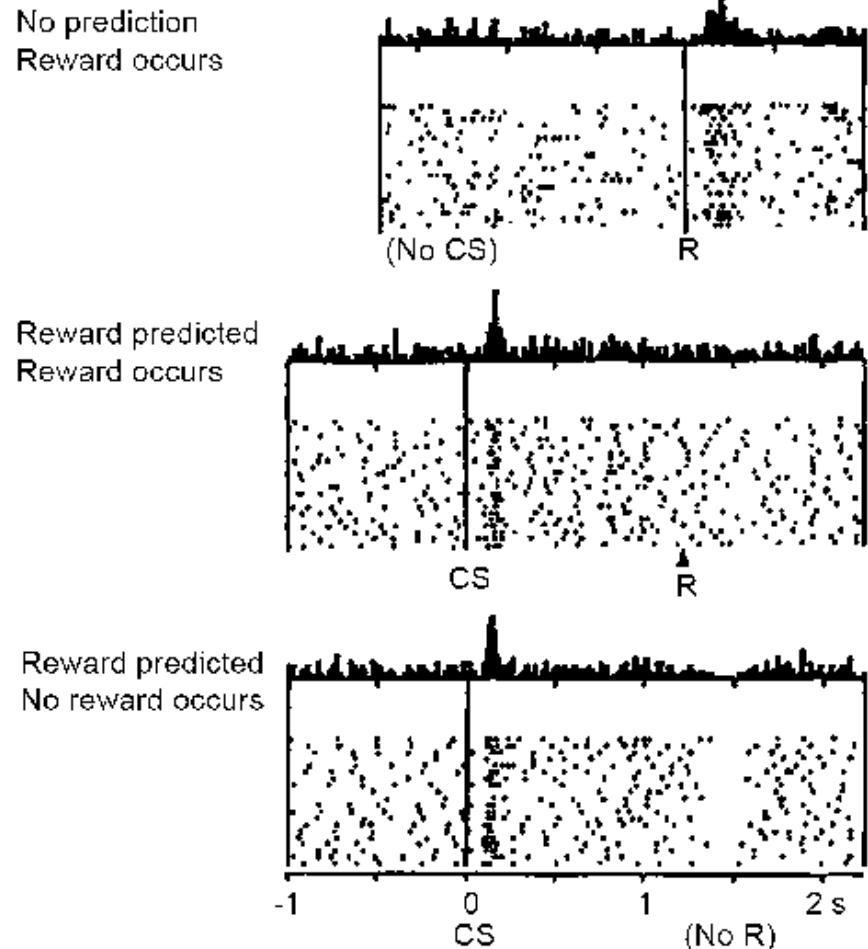 No prediction
Reward occurs
(No CS) R
Reward predicted
Reward occurs
CS R
Reward predicted
No reward occurs
-1 0 1 2 s
CS (No R)